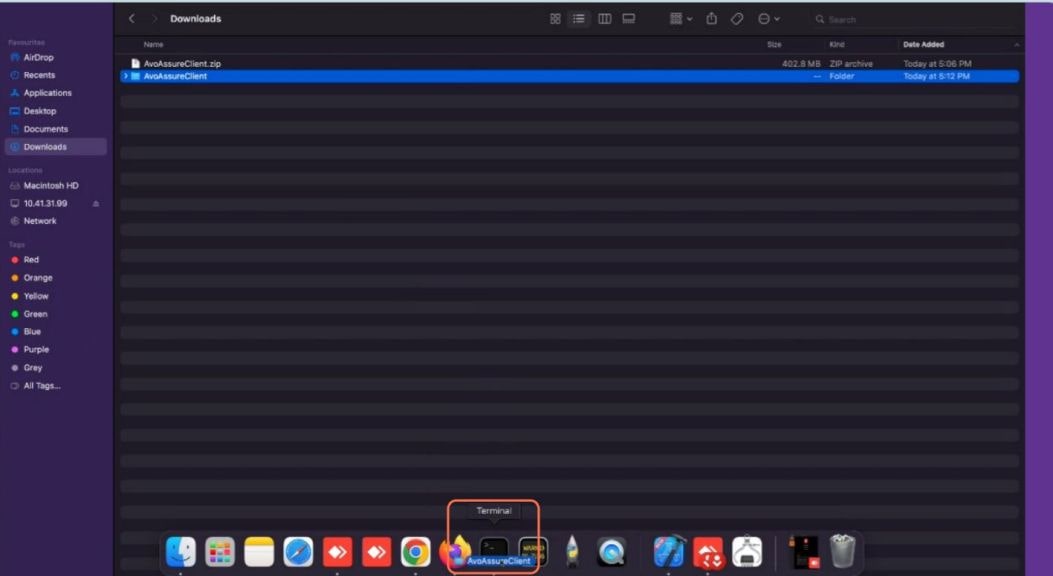 Downloads
Search
Name Size Kind Date Added
AvoAssureClient.zip 402.8 MB ZIP archive Today at 5:06 PM
AvoAssureClient -- Folder Today at 5:12 PM
Favourites
AirDrop
Recents
Applications
Desktop
Documents
Downloads
Locations
Macintosh HD
10.41.31.99
Network
Tags
Red
Orange
Yellow
Green
Blue
Purple
Grey
All Tags...
Terminal
AvoAssureClient